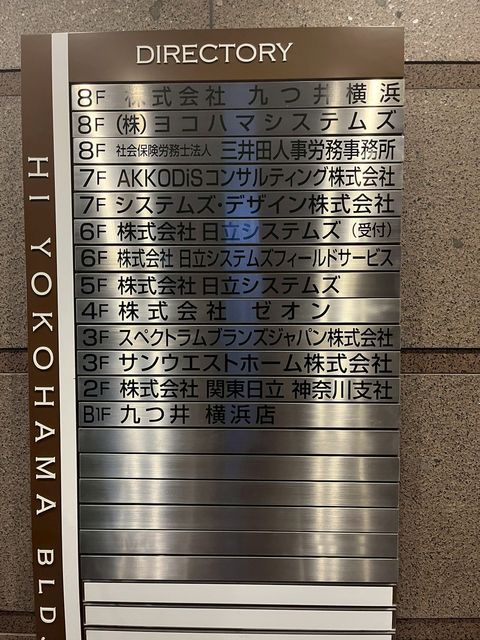 DIRECTORY
8F 株式会社 九つ井横浜
8F (株)ヨコハマシステムズ
8F 社会保険労務士法人 三井田人事労務事務所
7F AKKODiSコンサルティング株式会社
7F システムズ・デザイン株式会社
6F 株式会社 日立システムズ (受付)
6F 株式会社 日立システムズフィールドサービス
5F 株式会社 日立システムズ
4F 株式会社 ゼオン
3F スペクトラムブランズジャパン株式会社
3F サンウエストホーム株式会社
2F 株式会社 関東日立 神奈川支社
B1F 九つ井 横浜店
HI YOKOHAMA BLD